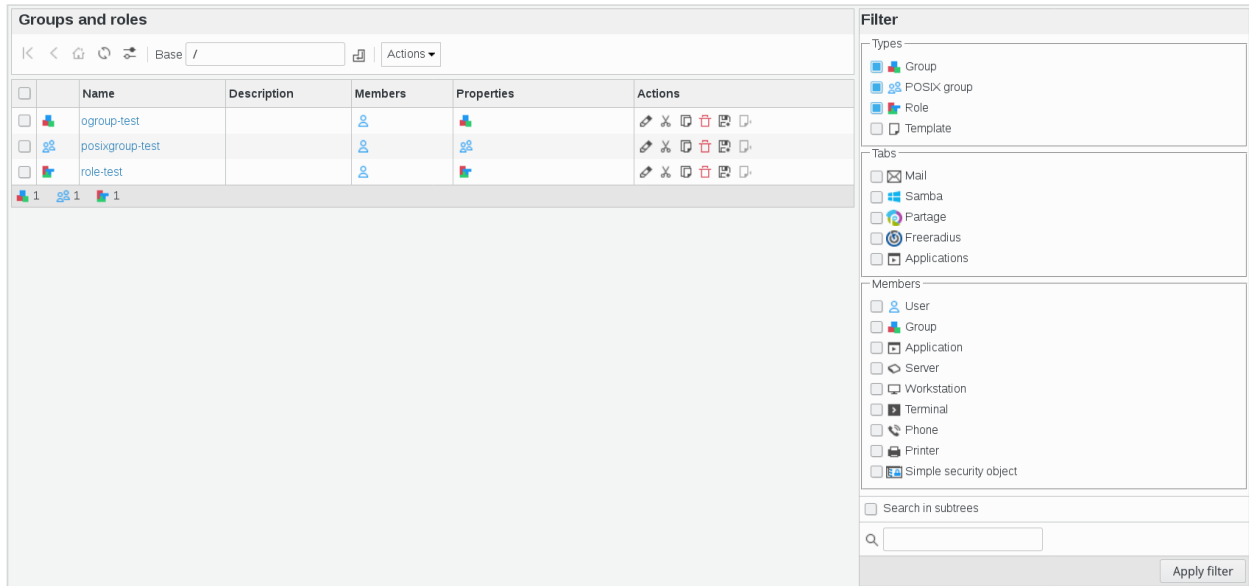 Groups and roles
Base / Actions
Name Description Members Properties Actions
ogroup-test
posixgroup-test
role-test
1 1 1
Filter
Types
Group
POSIX group
Role
Template
Tabs
Mail
Samba
Partage
Freeradius
Applications
Members
User
Group
Application
Server
Workstation
Terminal
Phone
Printer
Simple security object
Search in subtrees
Apply filter